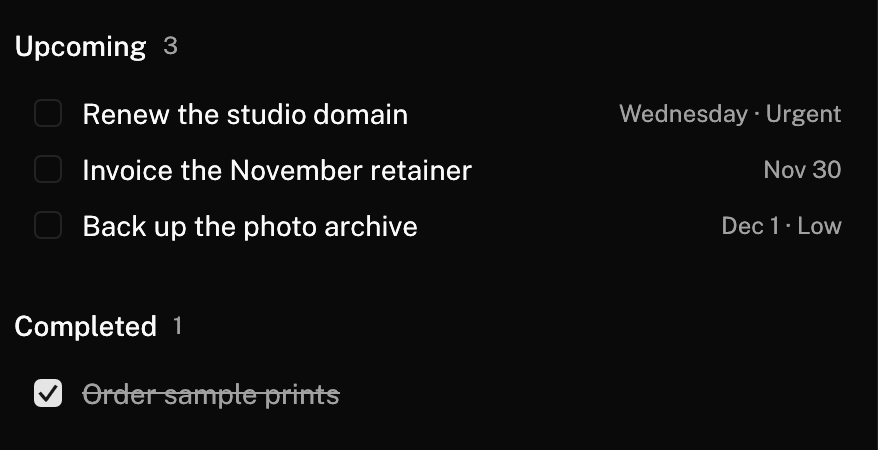 Upcoming 3
Renew the studio domain Wednesday · Urgent
Invoice the November retainer Nov 30
Back up the photo archive Dec 1 · Low
Completed 1
Order sample prints